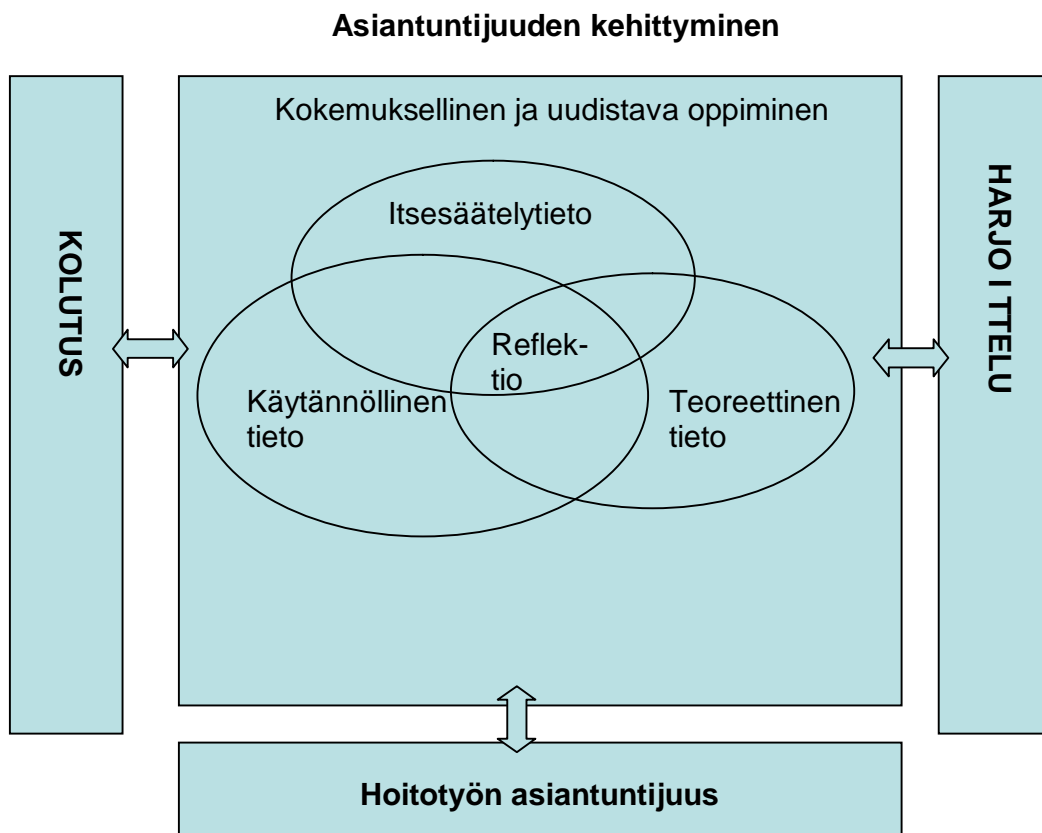 Asiantuntijuuden kehittyminen
Kokemuksellinen ja uudistava oppiminen
KOLUTUS
Itsesäätelytieto
Reflek-
tio
Käytännöllinen
tieto
Teoreettinen
tieto
HARJO I TTELU
Hoitotyön asiantuntijuus